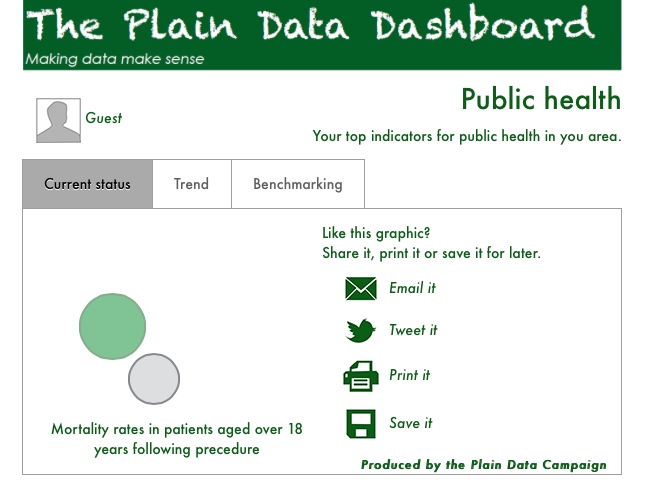 The Plain Data Dashboard
Making data make sense
Guest
Public health
Your top indicators for public health in you area.
Current status
Trend
Benchmarking
Like this graphic?
Share it, print it or save it for later.
Email it
Tweet it
Print it
Save it
Mortality rates in patients aged over 18
years following precedure
Produced by the Plain Data Campaign